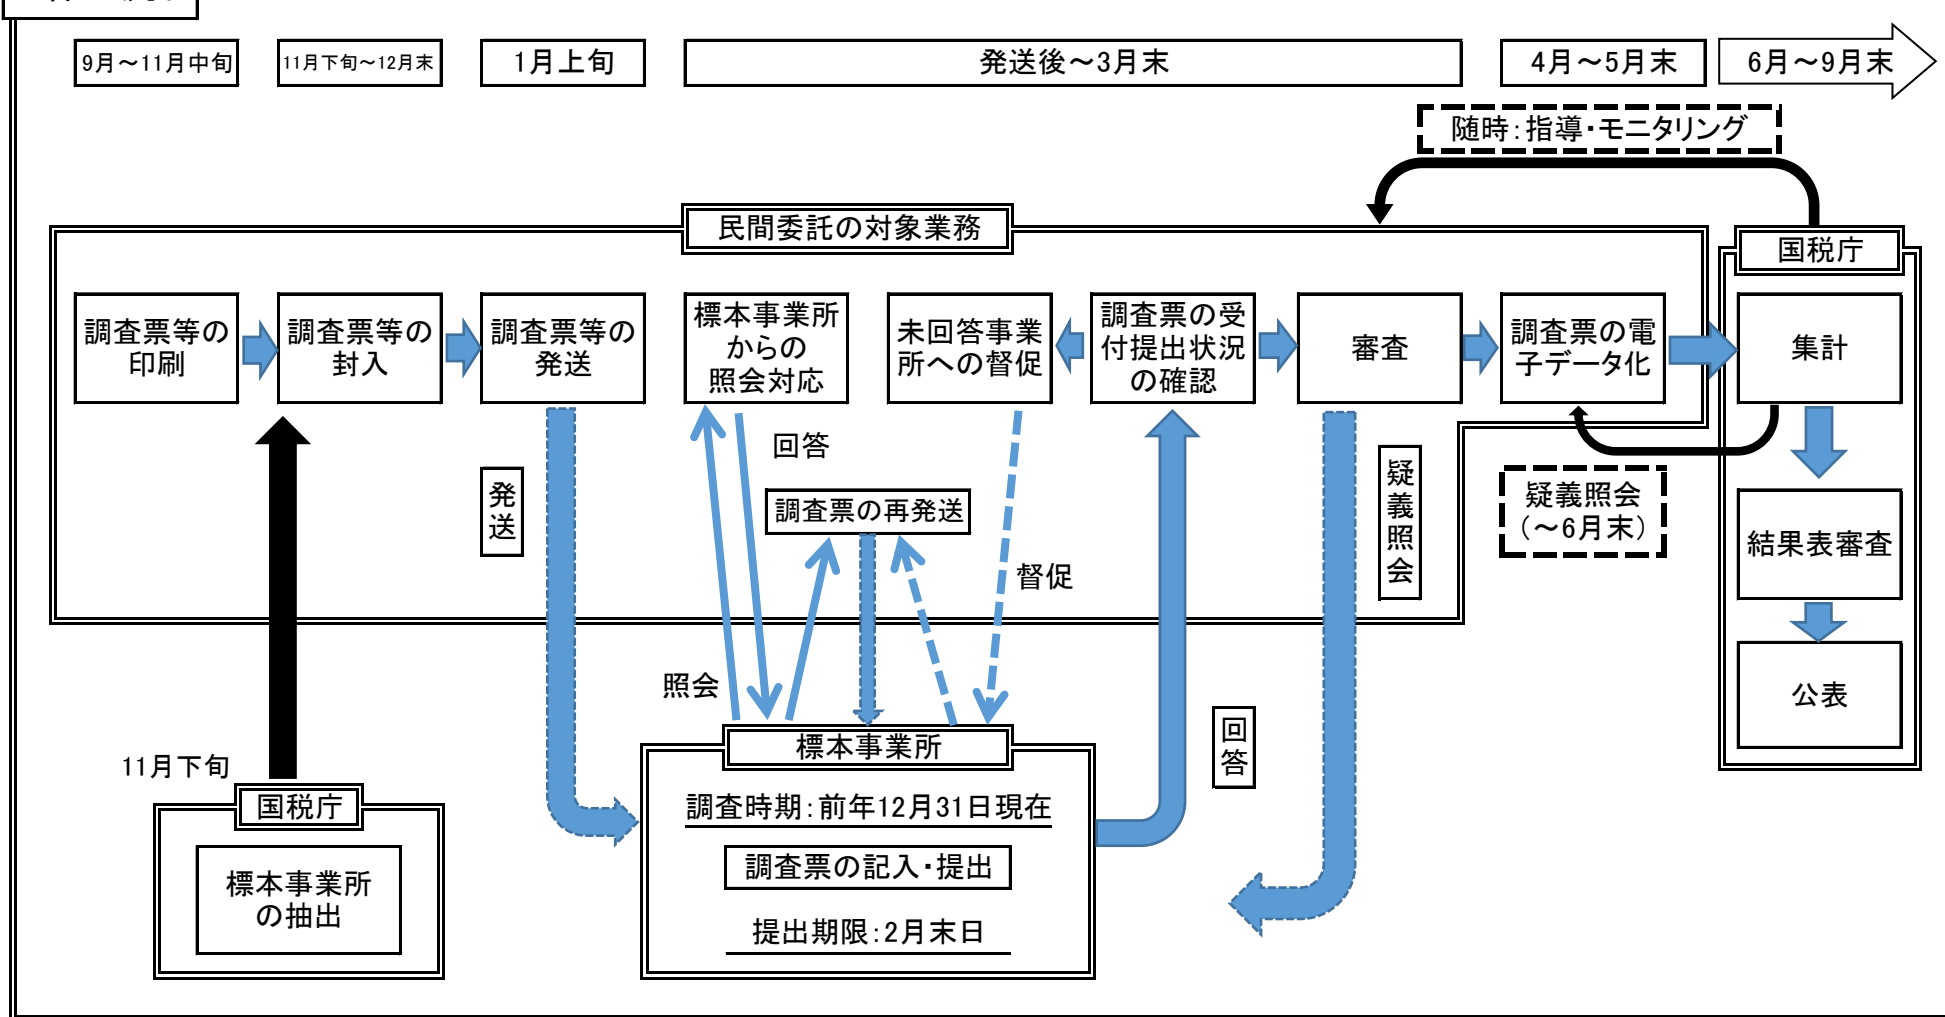 9月～11月中旬
11月下旬～12月末
1月上旬
発送後～3月末
4月～5月末
6月～9月末
随時：指導・モニタリング
民間委託の対象業務
国税庁
調査票等の
印刷
調査票等の
封入
調査票等の
発送
標本事業所
からの
照会対応
未回答事業
所への督促
調査票の受
付提出状況
の確認
審査
調査票の電
子データ化
集計
回答
発送
調査票の再発送
督促
疑義照会
疑義照会
（～6月末）
結果表審査
照会
公表
11月下旬
国税庁
標本事業所
の抽出
標本事業所
調査時期：前年12月31日現在
調査票の記入・提出
提出期限：2月末日
回答